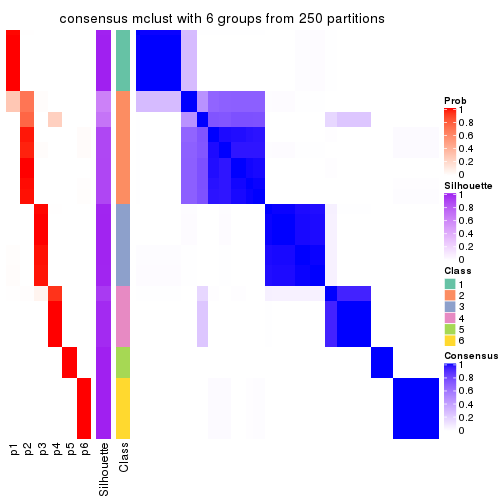 consensus mclust with 6 groups from 250 partitions
Prob
1
0.8
0.6
0.4
0.2
0
Silhouette
1
0.8
0.6
0.4
0.2
0
Class
1
2
3
4
5
6
Consensus
1
0.8
0.6
0.4
0.2
0
p1
p2
p3
p4
p5
p6
Silhouette
Class